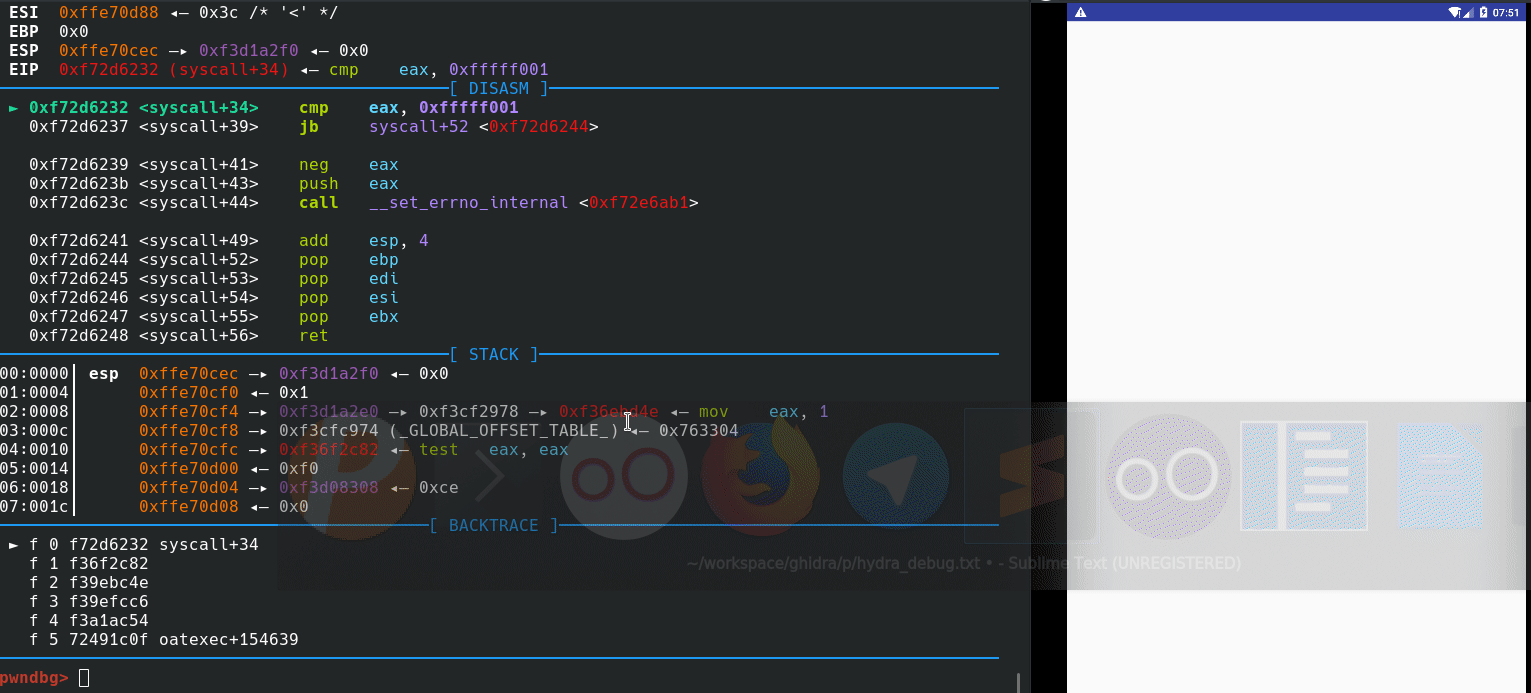 ESI 0xffe70d88 ◂— 0x3c /* '<' */
EBP 0x0
ESP 0xffe70cec —▸ 0xf3d1a2f0 ◂— 0x0
EIP 0xf72d6232 (syscall+34) ◂— cmp eax, 0xfffff001
[ DISASM ]
► 0xf72d6232 <syscall+34> cmp eax, 0xfffff001
0xf72d6237 <syscall+39> jb syscall+52 <0xf72d6244>
0xf72d6239 <syscall+41> neg eax
0xf72d623b <syscall+43> push eax
0xf72d623c <syscall+44> call __set_errno_internal <0xf72e6ab1>
0xf72d6241 <syscall+49> add esp, 4
0xf72d6244 <syscall+52> pop ebp
0xf72d6245 <syscall+53> pop edi
0xf72d6246 <syscall+54> pop esi
0xf72d6247 <syscall+55> pop ebx
0xf72d6248 <syscall+56> ret
[ STACK ]
00:0000│ esp 0xffe70cec —▸ 0xf3d1a2f0 ◂— 0x0
01:0004│ 0xffe70cf0 ◂— 0x1
02:0008│ 0xffe70cf4 —▸ 0xf3d1a2e0 —▸ 0xf3cf2978 —▸ 0xf36ebd4e ◂— mov eax, 1
03:000c│ 0xffe70cf8 —▸ 0xf3cfc974 (_GLOBAL_OFFSET_TABLE_) ◂— 0x763304
04:0010│ 0xffe70cfc —▸ 0xf36f2c82 ◂— test eax, eax
05:0014│ 0xffe70d00 ◂— 0xf0
06:0018│ 0xffe70d04 —▸ 0xf3d08308 ◂— 0xce
07:001c│ 0xffe70d08 ◂— 0x0
[ BACKTRACE ]
► f 0 f72d6232 syscall+34
f 1 f36f2c82
f 2 f39ebc4e
f 3 f39efcc6
f 4 f3a1ac54
f 5 72491c0f oatexec+154639
pwndbg>
~/workspace/ghidra/p/hydra_debug.txt • - Sublime Text (UNREGISTERED)
07:51